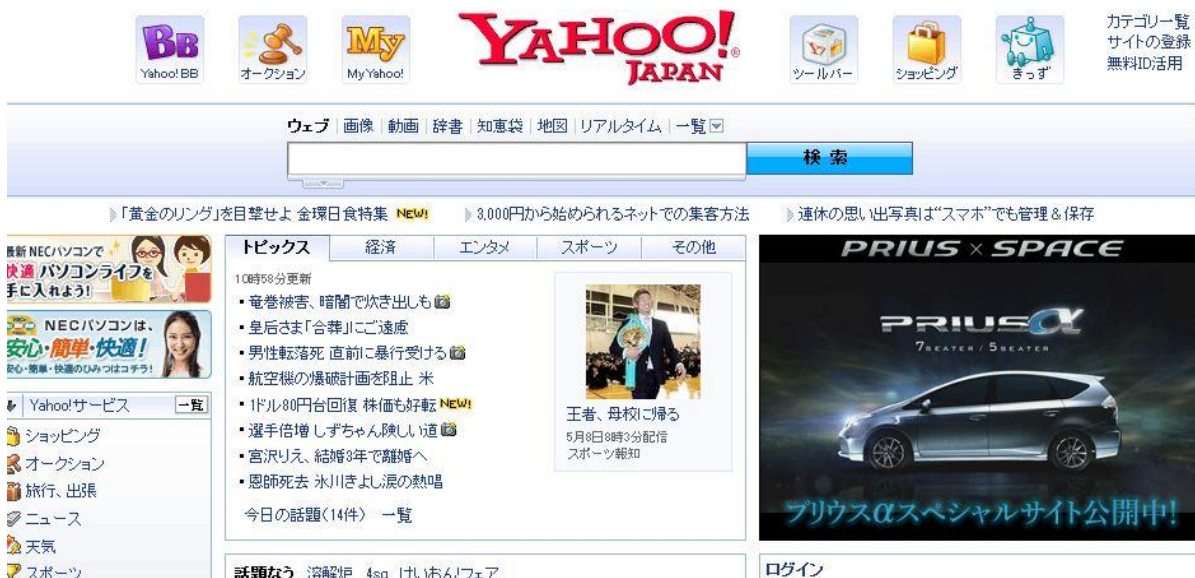 Yahoo! BB
オークション
My Yahoo!
YAHOO! JAPAN
ツールバー
ショッピング
きっず
カテゴリ一覧
サイトの登録
無料ID活用
ウェブ 画像 動画 辞書 知恵袋 地図 リアルタイム 一覧
検索
「黄金のリング」を目撃せよ 金環日食特集 NEW!
3,000円から始められるネットでの集客方法
連休の思い出写真は“スマホ”でも管理&保存
最新 NECパソコンで
快適 パソコンライフを
手に入れよう!
NECパソコンは、
安心・簡単・快適!
安心・簡単・快適のひみつはコチラ!
Yahoo!サービス 一覧
ショッピング
オークション
旅行、出張
ニュース
天気
スポーツ
トピックス 経済 エンタメ スポーツ その他
10時58分更新
竜巻被害、暗闇で炊き出しも
皇后さま「合葬」にご遠慮
男性転落死 直前に暴行受ける
航空機の爆破計画を阻止 米
1ドル80円台回復 株価も好転 NEW!
選手倍増 しずちゃん険しい道
宮沢りえ、結婚3年で離婚へ
恩師死去 氷川きよし涙の熱唱
今日の話題(14件) 一覧
王者、母校に帰る
5月8日8時3分配信
スポーツ報知
PRIUS × SPACE
PRIUS α
7SEATER / 5SEATER
プリウスαスペシャルサイト公開中!
話題なう 溶解炉 4sq けいおん!フェア
ログイン